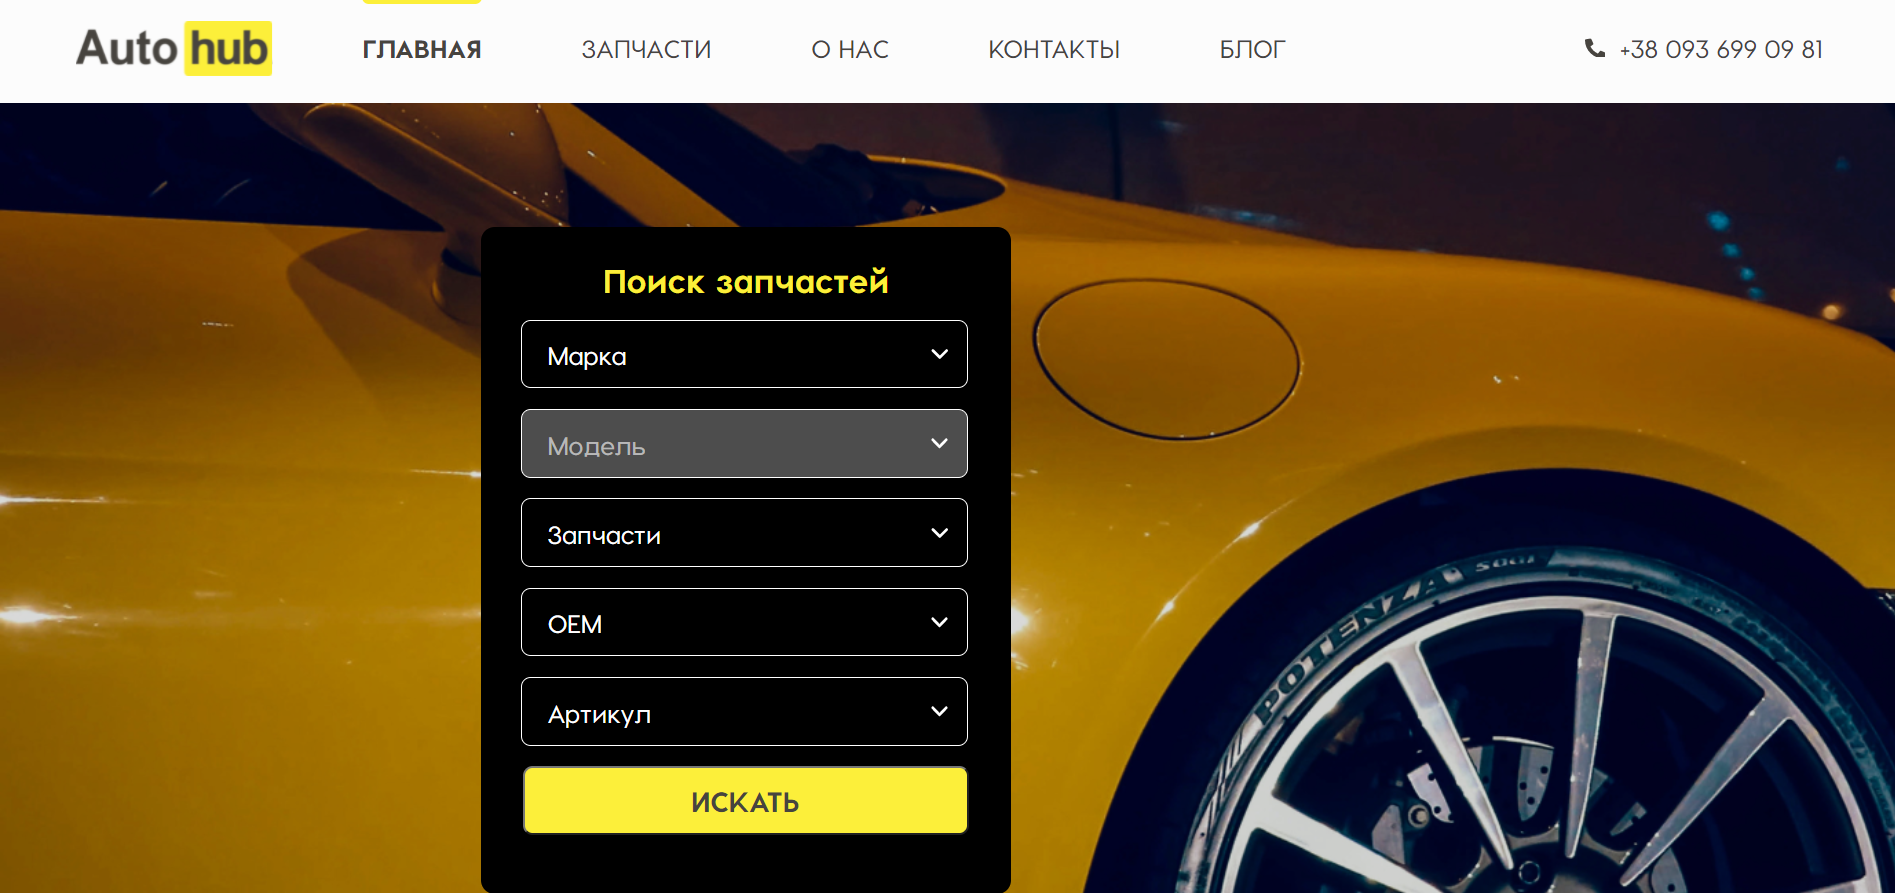 Auto hub
ГЛАВНАЯ
ЗАПЧАСТИ
О НАС
КОНТАКТЫ
БЛОГ
+38 093 699 09 81
Поиск запчастей
Марка
Модель
Запчасти
OEM
Артикул
ИСКАТЬ
POTENZA S001